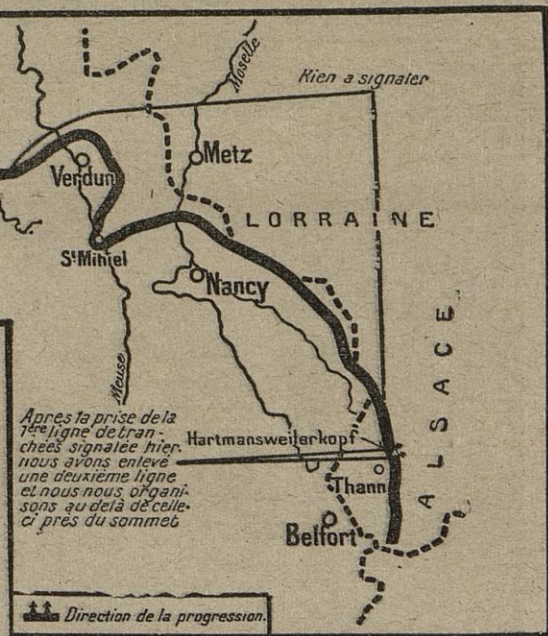 Moselle
Rien a signaler
Metz
Verdun
LORRAINE
St Mihiel
Nancy
Meuse
ALSACE
Après la prise de la
1ère ligne de tran-
chées signalée hier.
nous avons enlevé
une deuxième ligne
et nous nous organi-
sons au delà de celle-
ci près du sommet
Hartmansweilerkopf
Thann
Belfort
Direction de la progression.